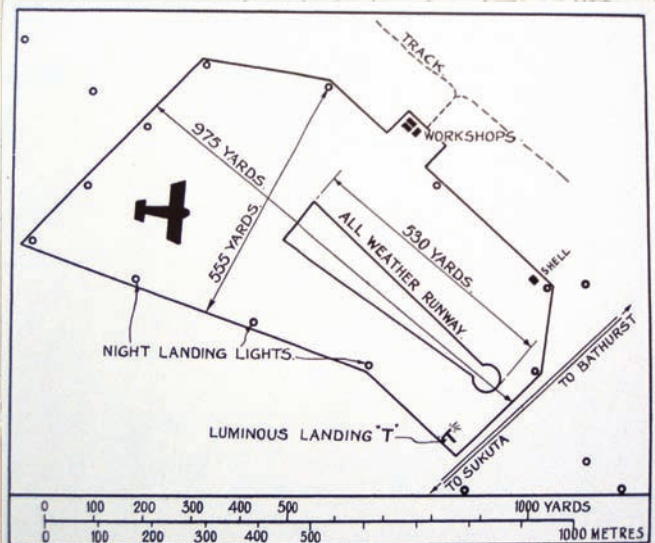 TRACK
WORKSHOPS
975 YARDS.
555 YARDS.
530 YARDS.
ALL WEATHER RUNWAY.
SHELL
NIGHT LANDING LIGHTS.
TO BATHURST
LUMINOUS LANDING "T"
T
TO SUKUTA
0 100 200 300 400 500 1000 YARDS
0 100 200 300 400 500 1000 METRES